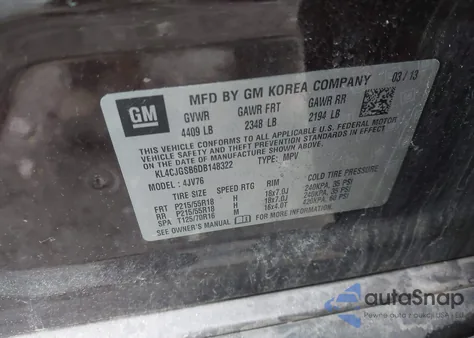 GM
MFD BY GM KOREA COMPANY 03/13
GVWR GAWR FRT GAWR RR
4409 LB 2348 LB 2194 LB
THIS VEHICLE CONFORMS TO ALL APPLICABLE U.S. FEDERAL MOTOR
VEHICLE SAFETY, BUMPER, AND THEFT PREVENTION STANDARDS IN
EFFECT ON THE DATE OF MANUFACTURE SHOWN ABOVE.
KL4CJGSB6DB148322 TYPE: MPV
MODEL: 4JV76
TIRE SIZE SPEED RTG RIM COLD TIRE PRESSURE
FRT P215/55R18 H 18x7.0J 240KPA, 35 PSI
RR P215/55R18 H 18x7.0J 240KPA, 35 PSI
SPA T125/70R16 M 16x4.0T 420KPA, 60 PSI
SEE OWNER'S MANUAL FOR ADDITIONAL INFORMATION.
autoSnap